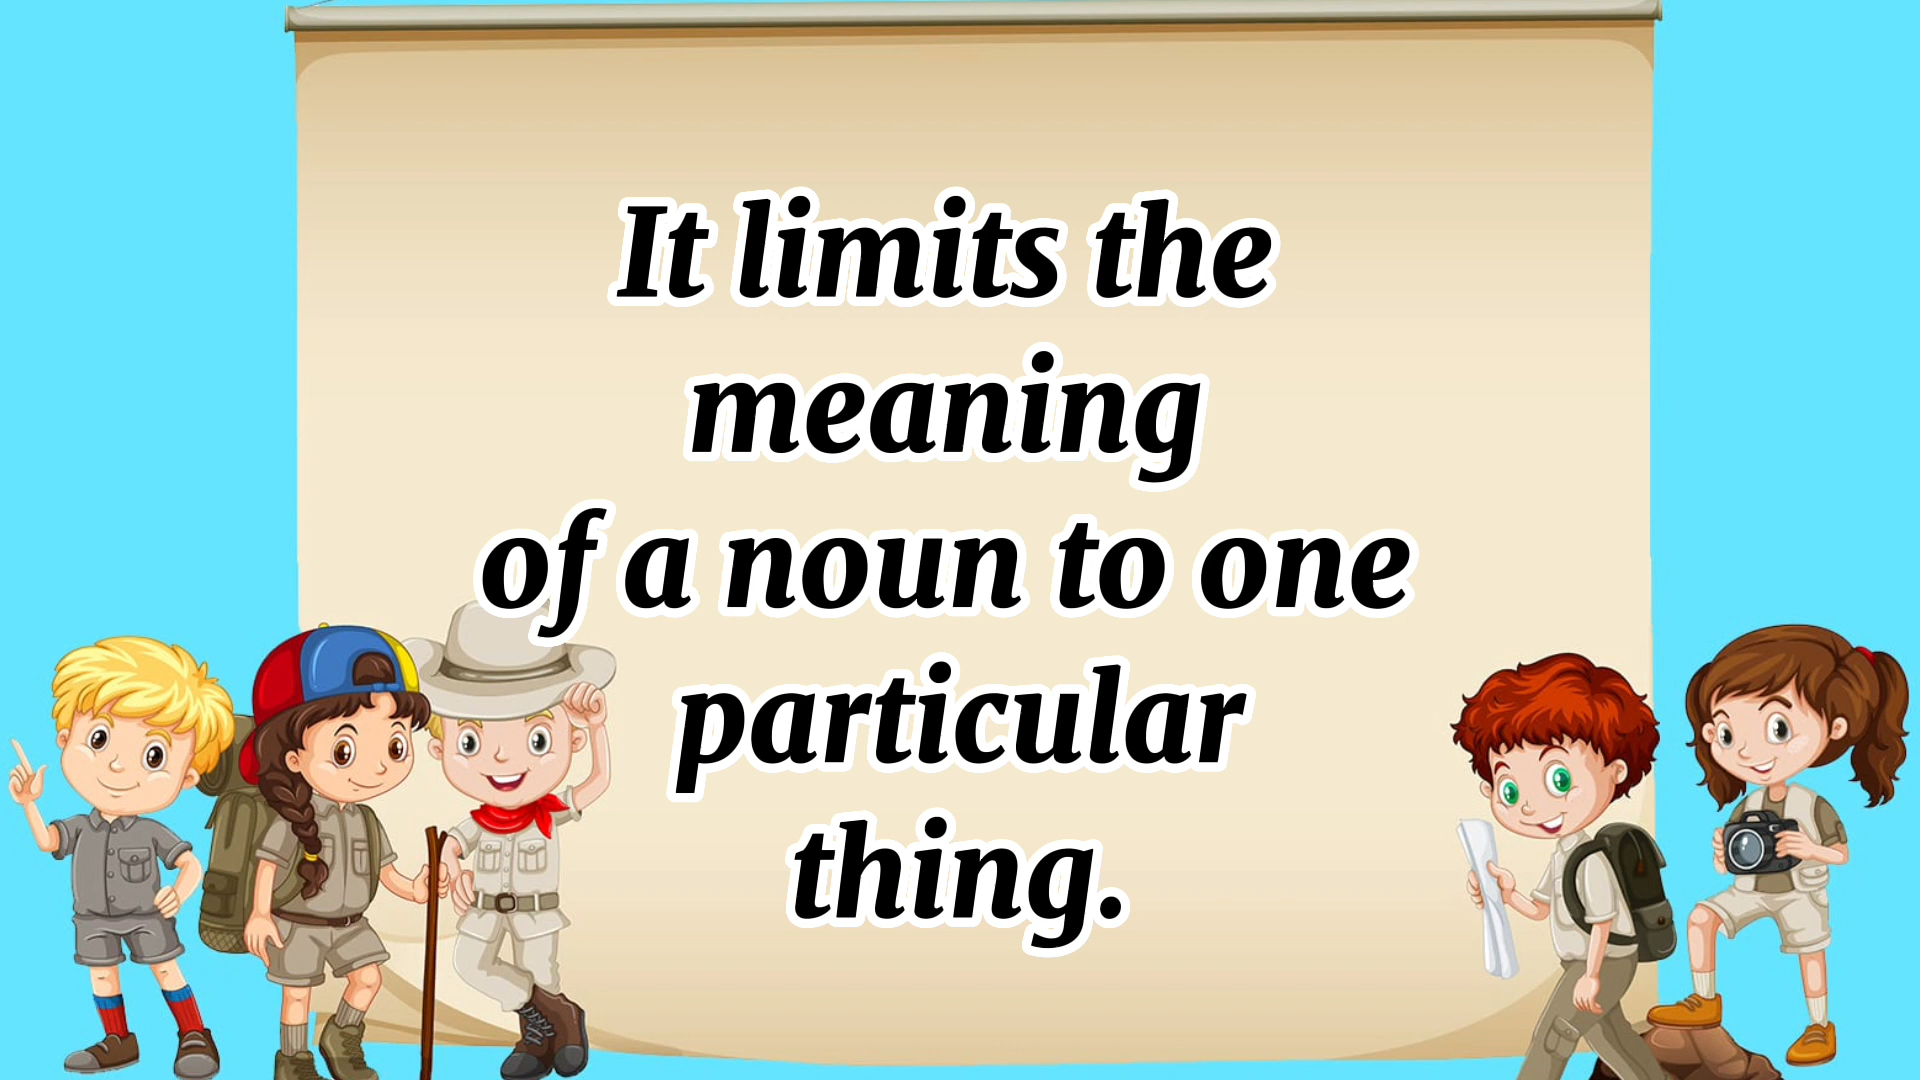 It limits the
meaning
of a noun to one
particular
thing.